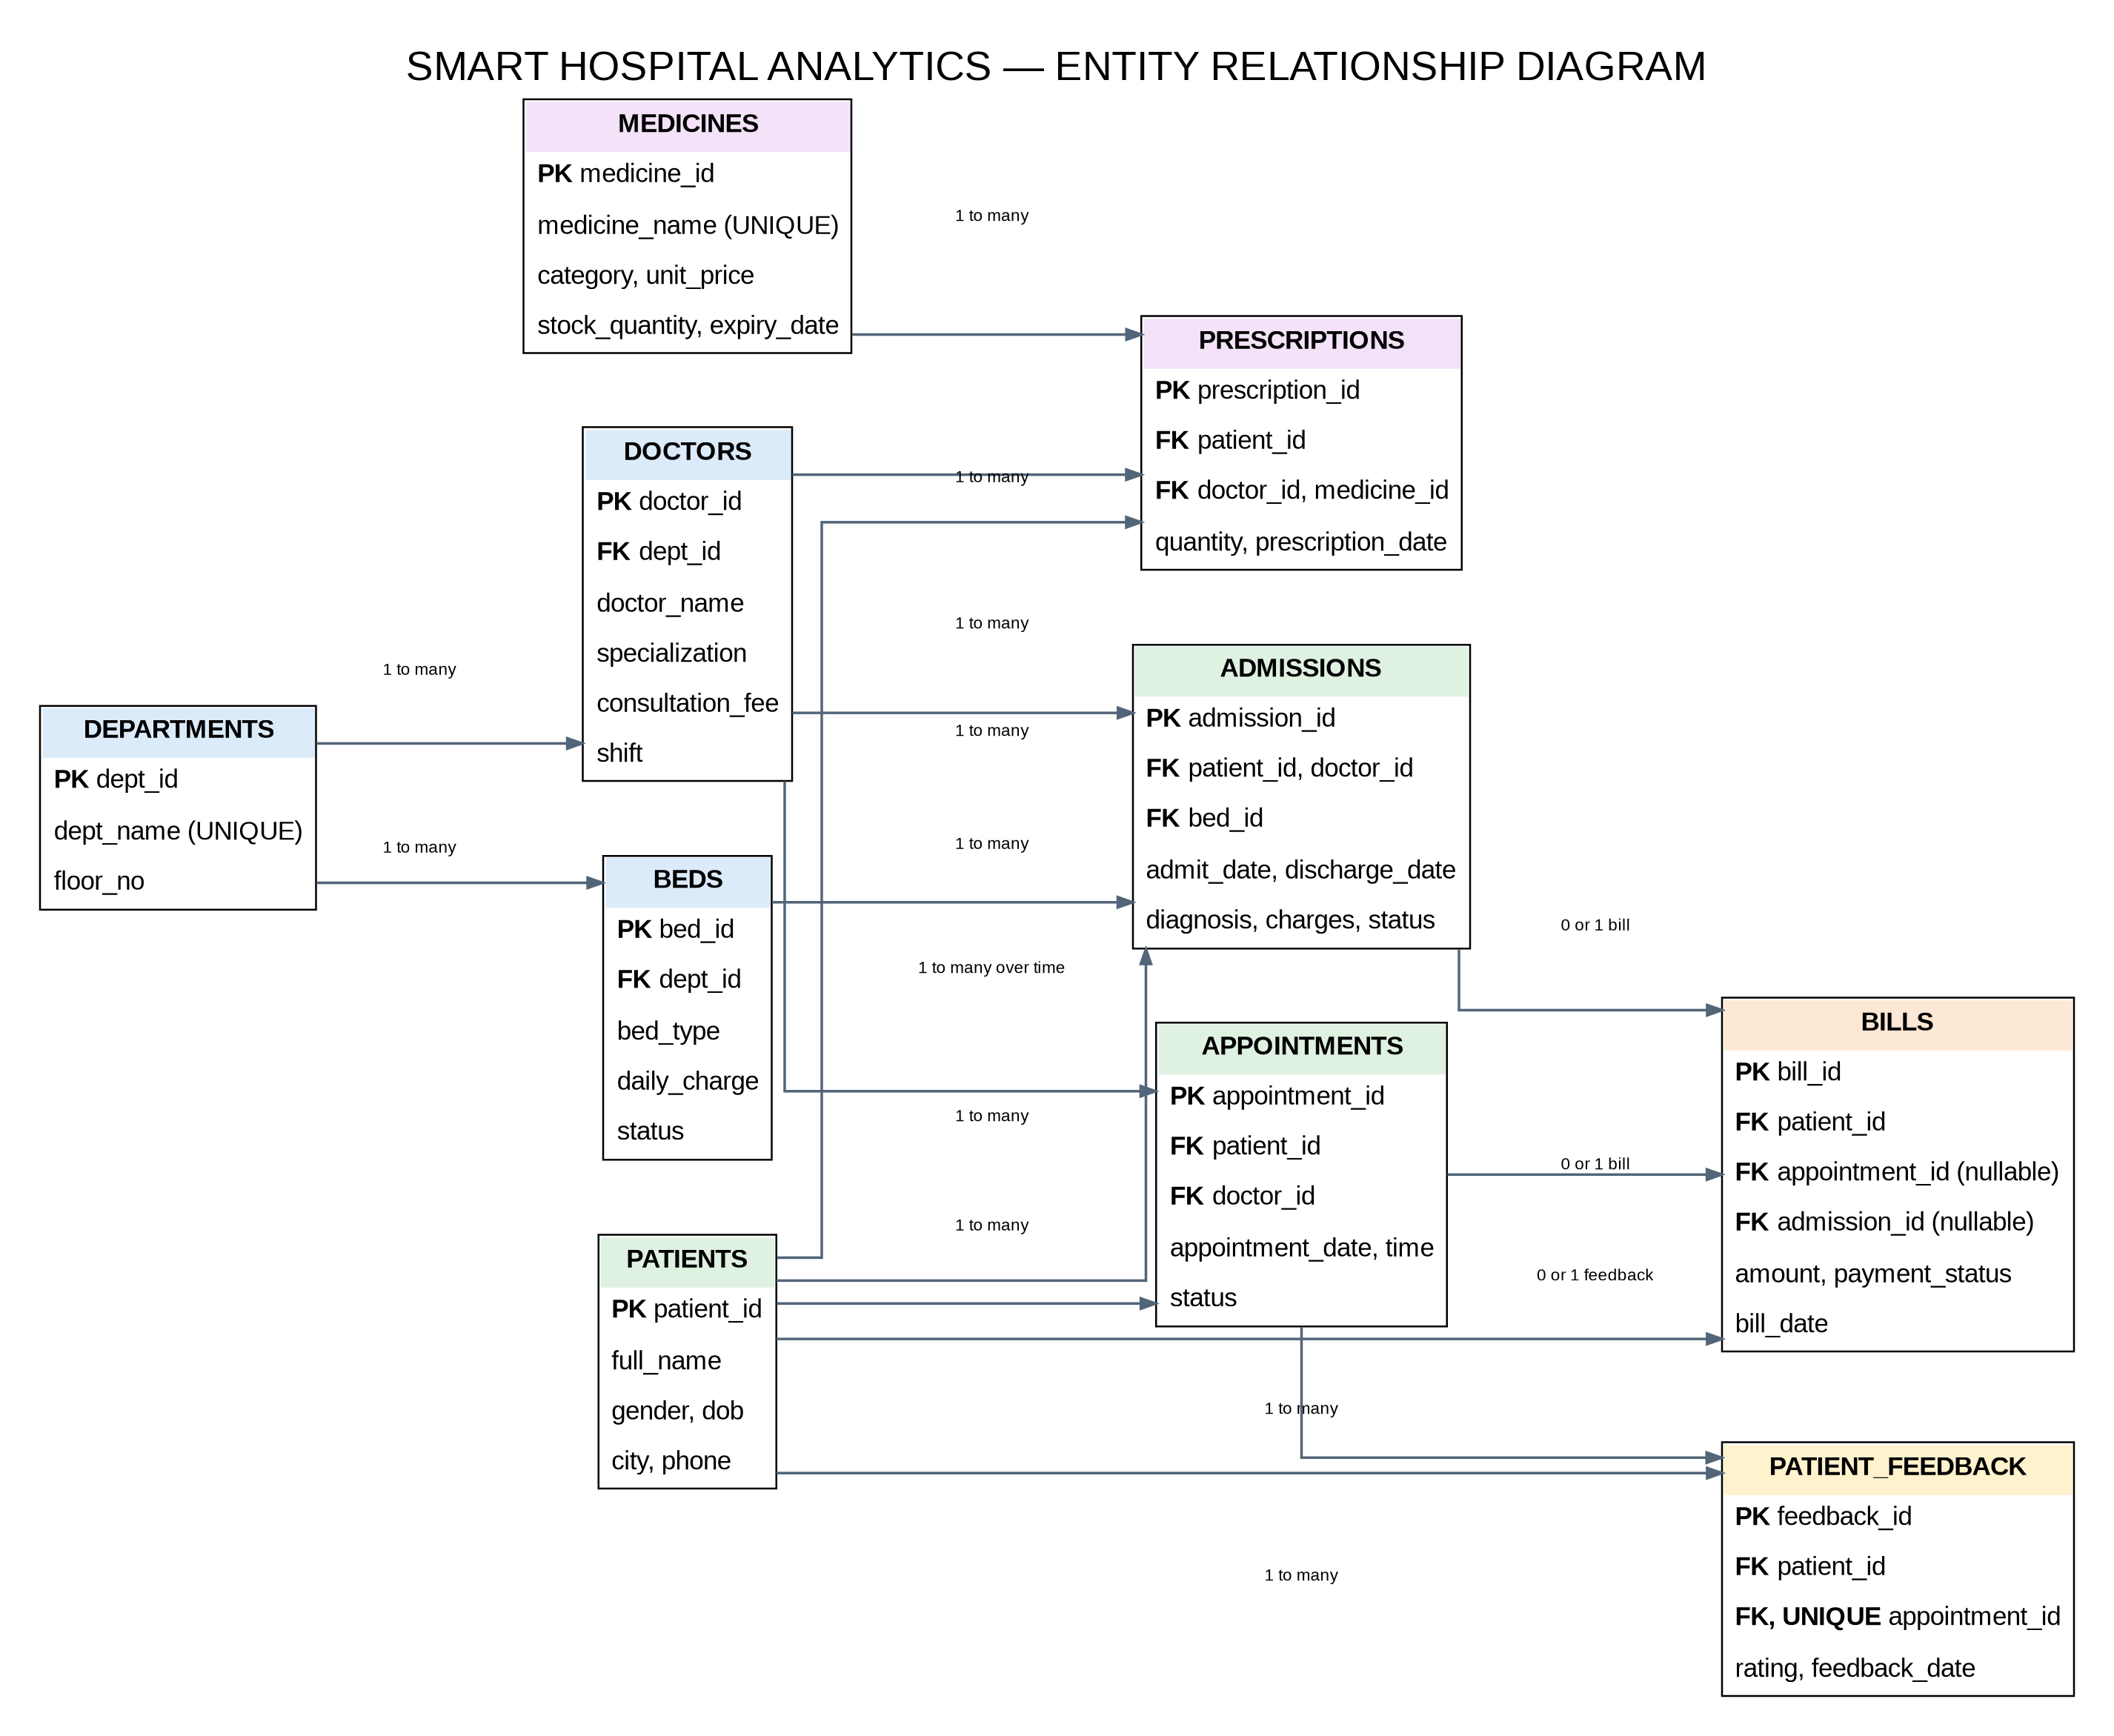 SMART HOSPITAL ANALYTICS — ENTITY RELATIONSHIP DIAGRAM
MEDICINES
PK medicine_id
medicine_name (UNIQUE)
category, unit_price
stock_quantity, expiry_date
1 to many
PRESCRIPTIONS
PK prescription_id
FK patient_id
FK doctor_id, medicine_id
quantity, prescription_date
DOCTORS
PK doctor_id
FK dept_id
doctor_name
specialization
consultation_fee
shift
1 to many
1 to many
1 to many
DEPARTMENTS
PK dept_id
dept_name (UNIQUE)
floor_no
1 to many
1 to many
ADMISSIONS
PK admission_id
FK patient_id, doctor_id
FK bed_id
admit_date, discharge_date
diagnosis, charges, status
1 to many
BEDS
PK bed_id
FK dept_id
bed_type
daily_charge
status
1 to many over time
0 or 1 bill
APPOINTMENTS
PK appointment_id
FK patient_id
FK doctor_id
appointment_date, time
status
1 to many
1 to many
BILLS
PK bill_id
FK patient_id
FK appointment_id (nullable)
FK admission_id (nullable)
amount, payment_status
bill_date
0 or 1 bill
0 or 1 feedback
PATIENTS
PK patient_id
full_name
gender, dob
city, phone
1 to many
PATIENT_FEEDBACK
PK feedback_id
FK patient_id
FK, UNIQUE appointment_id
rating, feedback_date
1 to many